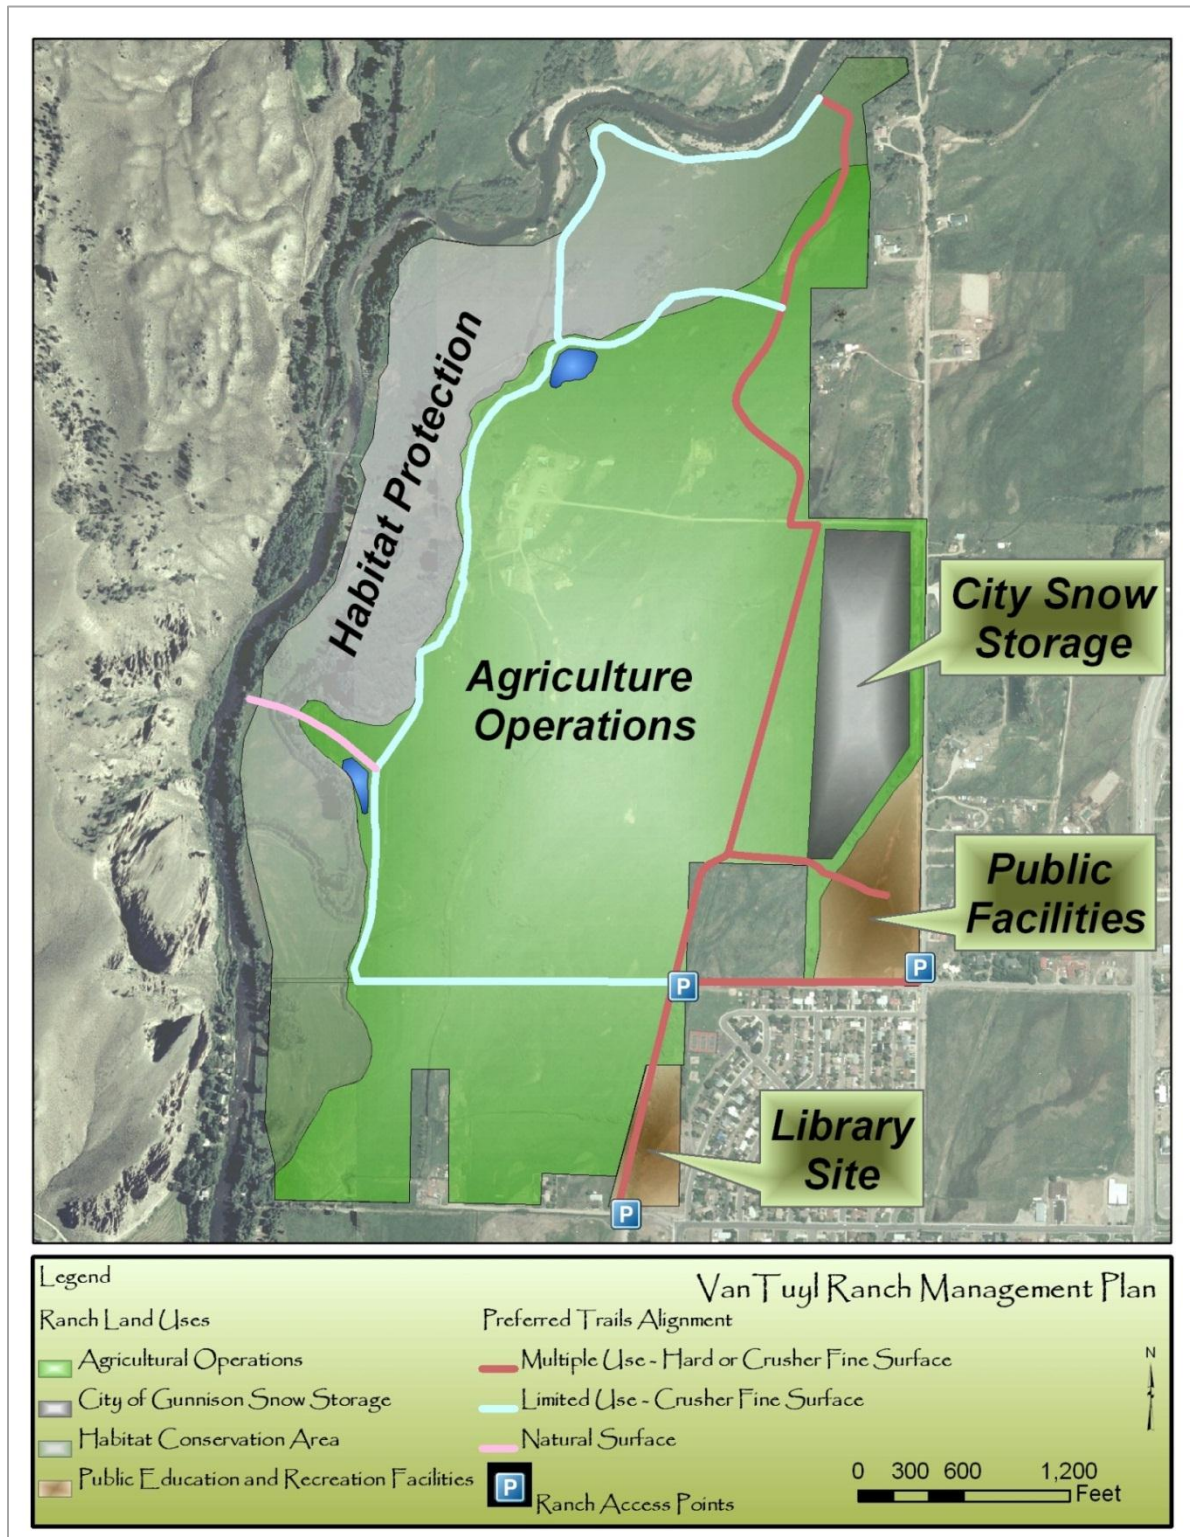 Habitat Protection
Agriculture
Operations
City Snow
Storage
Public
Facilities
P
P
Library
Site
P
Legend
VanTuyl Ranch Management Plan
Ranch Land Uses
Agricultural Operations
City of Gunnison Snow Storage
Habitat Conservation Area
Public Education and Recreation Facilities
Preferred Trails Alignment
Multiple Use - Hard or Crusher Fine Surface
Limited Use - Crusher Fine Surface
Natural Surface
P
Ranch Access Points
N
0 300 600 1,200
Feet